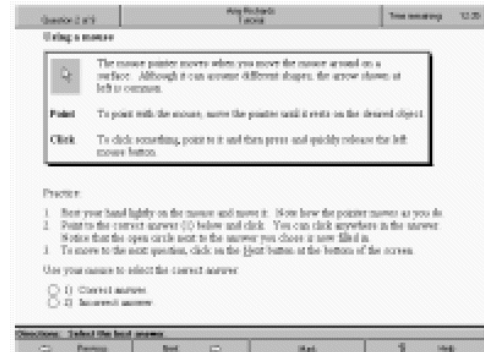 Question 2 of 9
Amy Richards
Time remaining 12:39
Using a mouse
The mouse pointer moves when you move the mouse around on a
surface. Although it can assume different shapes, the arrow shown at
left is common.
Point To point with the mouse, move the pointer until it rests on the desired object
Click To click something, point to it and then press and quickly release the left
mouse button.
Practice:
1. Rest your hand lightly on the mouse and move it. Note how the pointer moves as you do.
2. Point to the correct answer (1) below and click. You can click anywhere in the answer.
Notice that the open circle next to the answer you chose is now filled in.
3. To move to the next question, click on the Next button at the bottom of the screen.
Use your mouse to select the correct answer
1) Correct answer.
2) Incorrect answer.
Directions: Select the best answer
Previous Next Mark Help